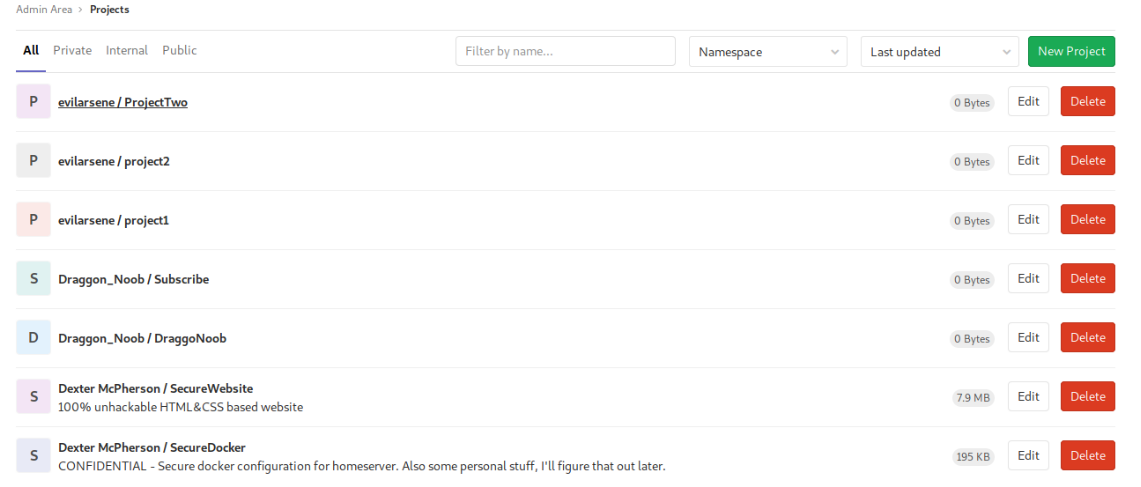 Admin Area > Projects
All Private Internal Public Filter by name... Namespace Last updated New Project
P evilarsene / ProjectTwo 0 Bytes Edit Delete
P evilarsene / project2 0 Bytes Edit Delete
P evilarsene / project1 0 Bytes Edit Delete
S Draggon_Noob / Subscribe 0 Bytes Edit Delete
D Draggon_Noob / DraggoNoob 0 Bytes Edit Delete
S Dexter McPherson / SecureWebsite 7.9 MB Edit Delete
100% unhackable HTML&CSS based website
S Dexter McPherson / SecureDocker 195 KB Edit Delete
CONFIDENTIAL - Secure docker configuration for homeserver. Also some personal stuff, I'll figure that out later.